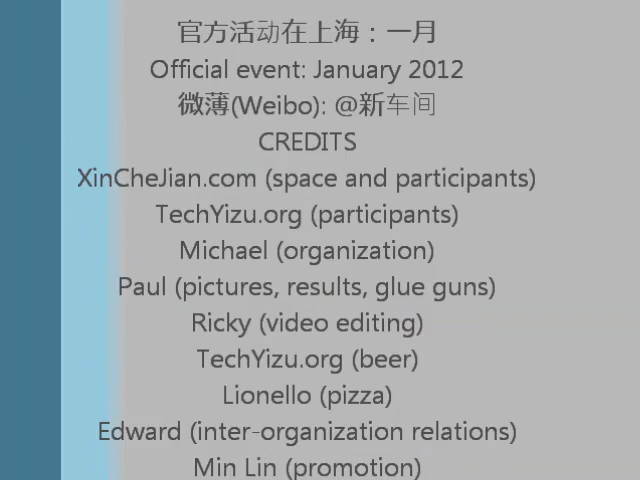 官方活动在上海：一月
Official event: January 2012
微薄(Weibo): @新车间
CREDITS
XinCheJian.com (space and participants)
TechYizu.org (participants)
Michael (organization)
Paul (pictures, results, glue guns)
Ricky (video editing)
TechYizu.org (beer)
Lionello (pizza)
Edward (inter-organization relations)
Min Lin (promotion)